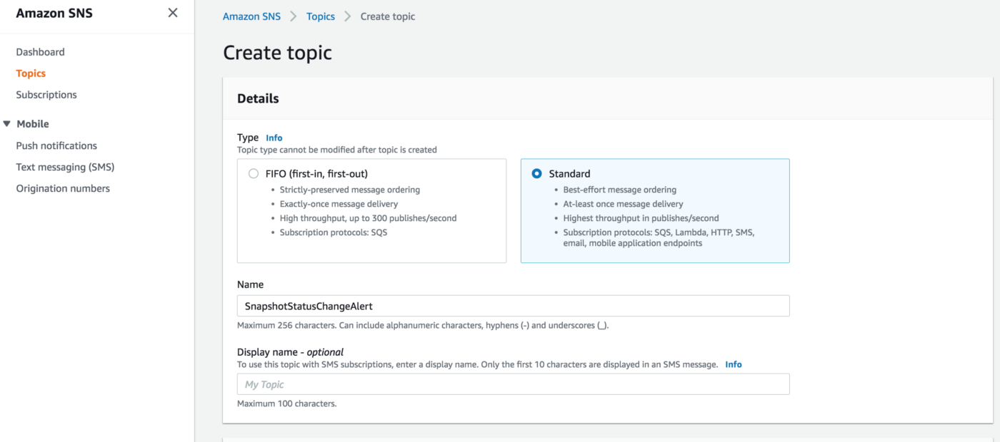 Amazon SNS
Dashboard
Topics
Subscriptions
Mobile
Push notifications
Text messaging (SMS)
Origination numbers
Amazon SNS > Topics > Create topic
Create topic
Details
Type Info
Topic type cannot be modified after topic is created
FIFO (first-in, first-out)
• Strictly-preserved message ordering
• Exactly-once message delivery
• High throughput, up to 300 publishes/second
• Subscription protocols: SQS
Standard
• Best-effort message ordering
• At-least once message delivery
• Highest throughput in publishes/second
• Subscription protocols: SQS, Lambda, HTTP, SMS,
email, mobile application endpoints
Name
SnapshotStatusChangeAlert
Maximum 256 characters. Can include alphanumeric characters, hyphens (-) and underscores (_).
Display name - optional
To use this topic with SMS subscriptions, enter a display name. Only the first 10 characters are displayed in an SMS message. Info
My Topic
Maximum 100 characters.